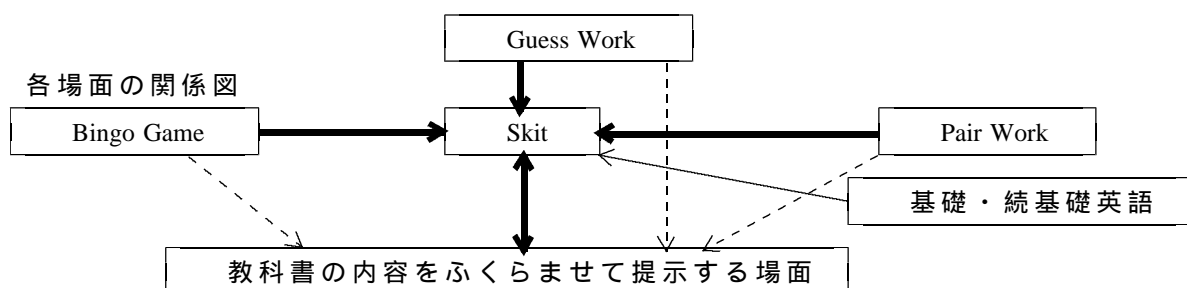 Guess Work
各場面の関係図
Bingo Game
Skit
Pair Work
基礎・続基礎英語
教科書の内容をふくらませて提示する場面